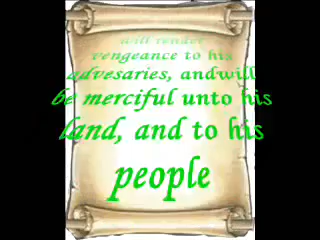 will render
vengeance to his
advesaries, andwill
be merciful unto his
land, and to his
people